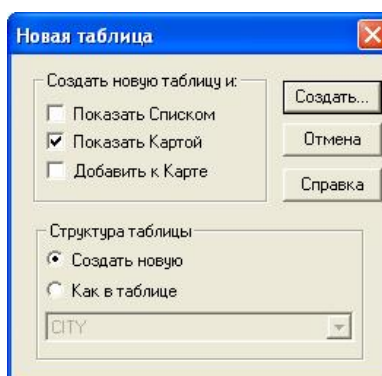 Новая таблица
Создать новую таблицу и:
Показать Списком
Показать Картой
Добавить к Карте
Создать...
Отмена
Справка
Структура таблицы
Создать новую
Как в таблице
CITY